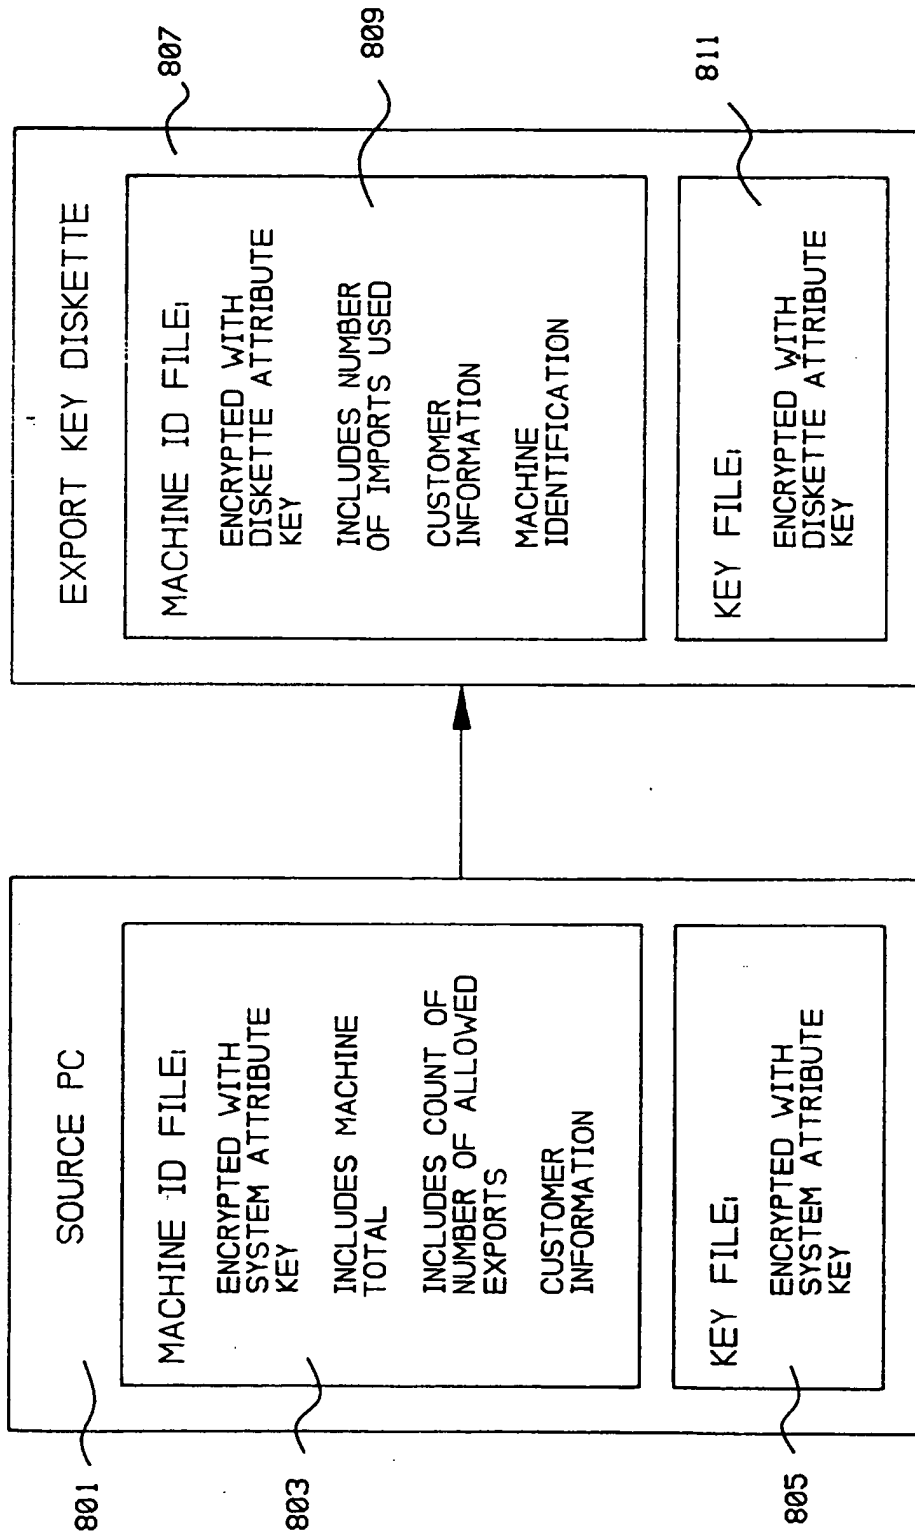 SOURCE PC
801
MACHINE ID FILE:
ENCRYPTED WITH
SYSTEM ATTRIBUTE
KEY
INCLUDES MACHINE
TOTAL
INCLUDES COUNT OF
NUMBER OF ALLOWED
EXPORTS
CUSTOMER
INFORMATION
803
KEY FILE:
ENCRYPTED WITH
SYSTEM ATTRIBUTE
KEY
805
EXPORT KEY DISKETTE
807
MACHINE ID FILE:
ENCRYPTED WITH
DISKETTE ATTRIBUTE
KEY
INCLUDES NUMBER
OF IMPORTS USED
CUSTOMER
INFORMATION
MACHINE
IDENTIFICATION
809
KEY FILE:
ENCRYPTED WITH
DISKETTE ATTRIBUTE
KEY
811